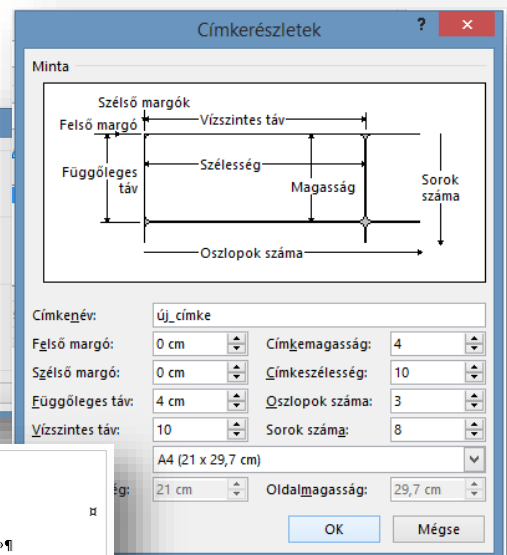 Címkerészletek
?
×
Minta
Szélső margók
Felső margó
Vízszintes táv
Függőleges
táv
Szélesség
Magasság
Sorok
száma
Oszlopok száma
Címkenév: új_címke
Felső margó: 0 cm Címkemagasság: 4
Szélső margó: 0 cm Címkeszélesség: 10
Függőleges táv: 4 cm Oszlopok száma: 3
Vízszintes táv: 10 Sorok száma: 8
A4 (21 x 29,7 cm)
g: 21 cm Oldalmagasság: 29,7 cm
OK Mégse
¤
»¶